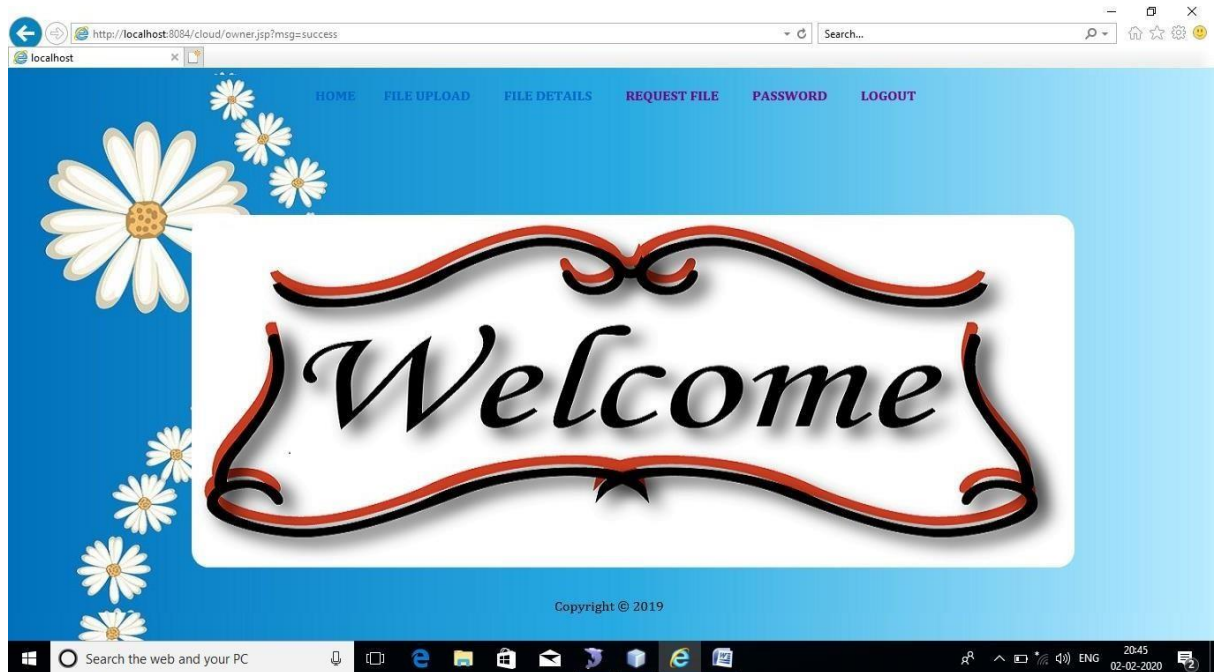 http://localhost:8084/cloud/owner.jsp?msg=success
Search...
localhost
HOME FILE UPLOAD FILE DETAILS REQUEST FILE PASSWORD LOGOUT
Welcome
Copyright © 2019
Search the web and your PC
ENG
20:45
02-02-2020
2